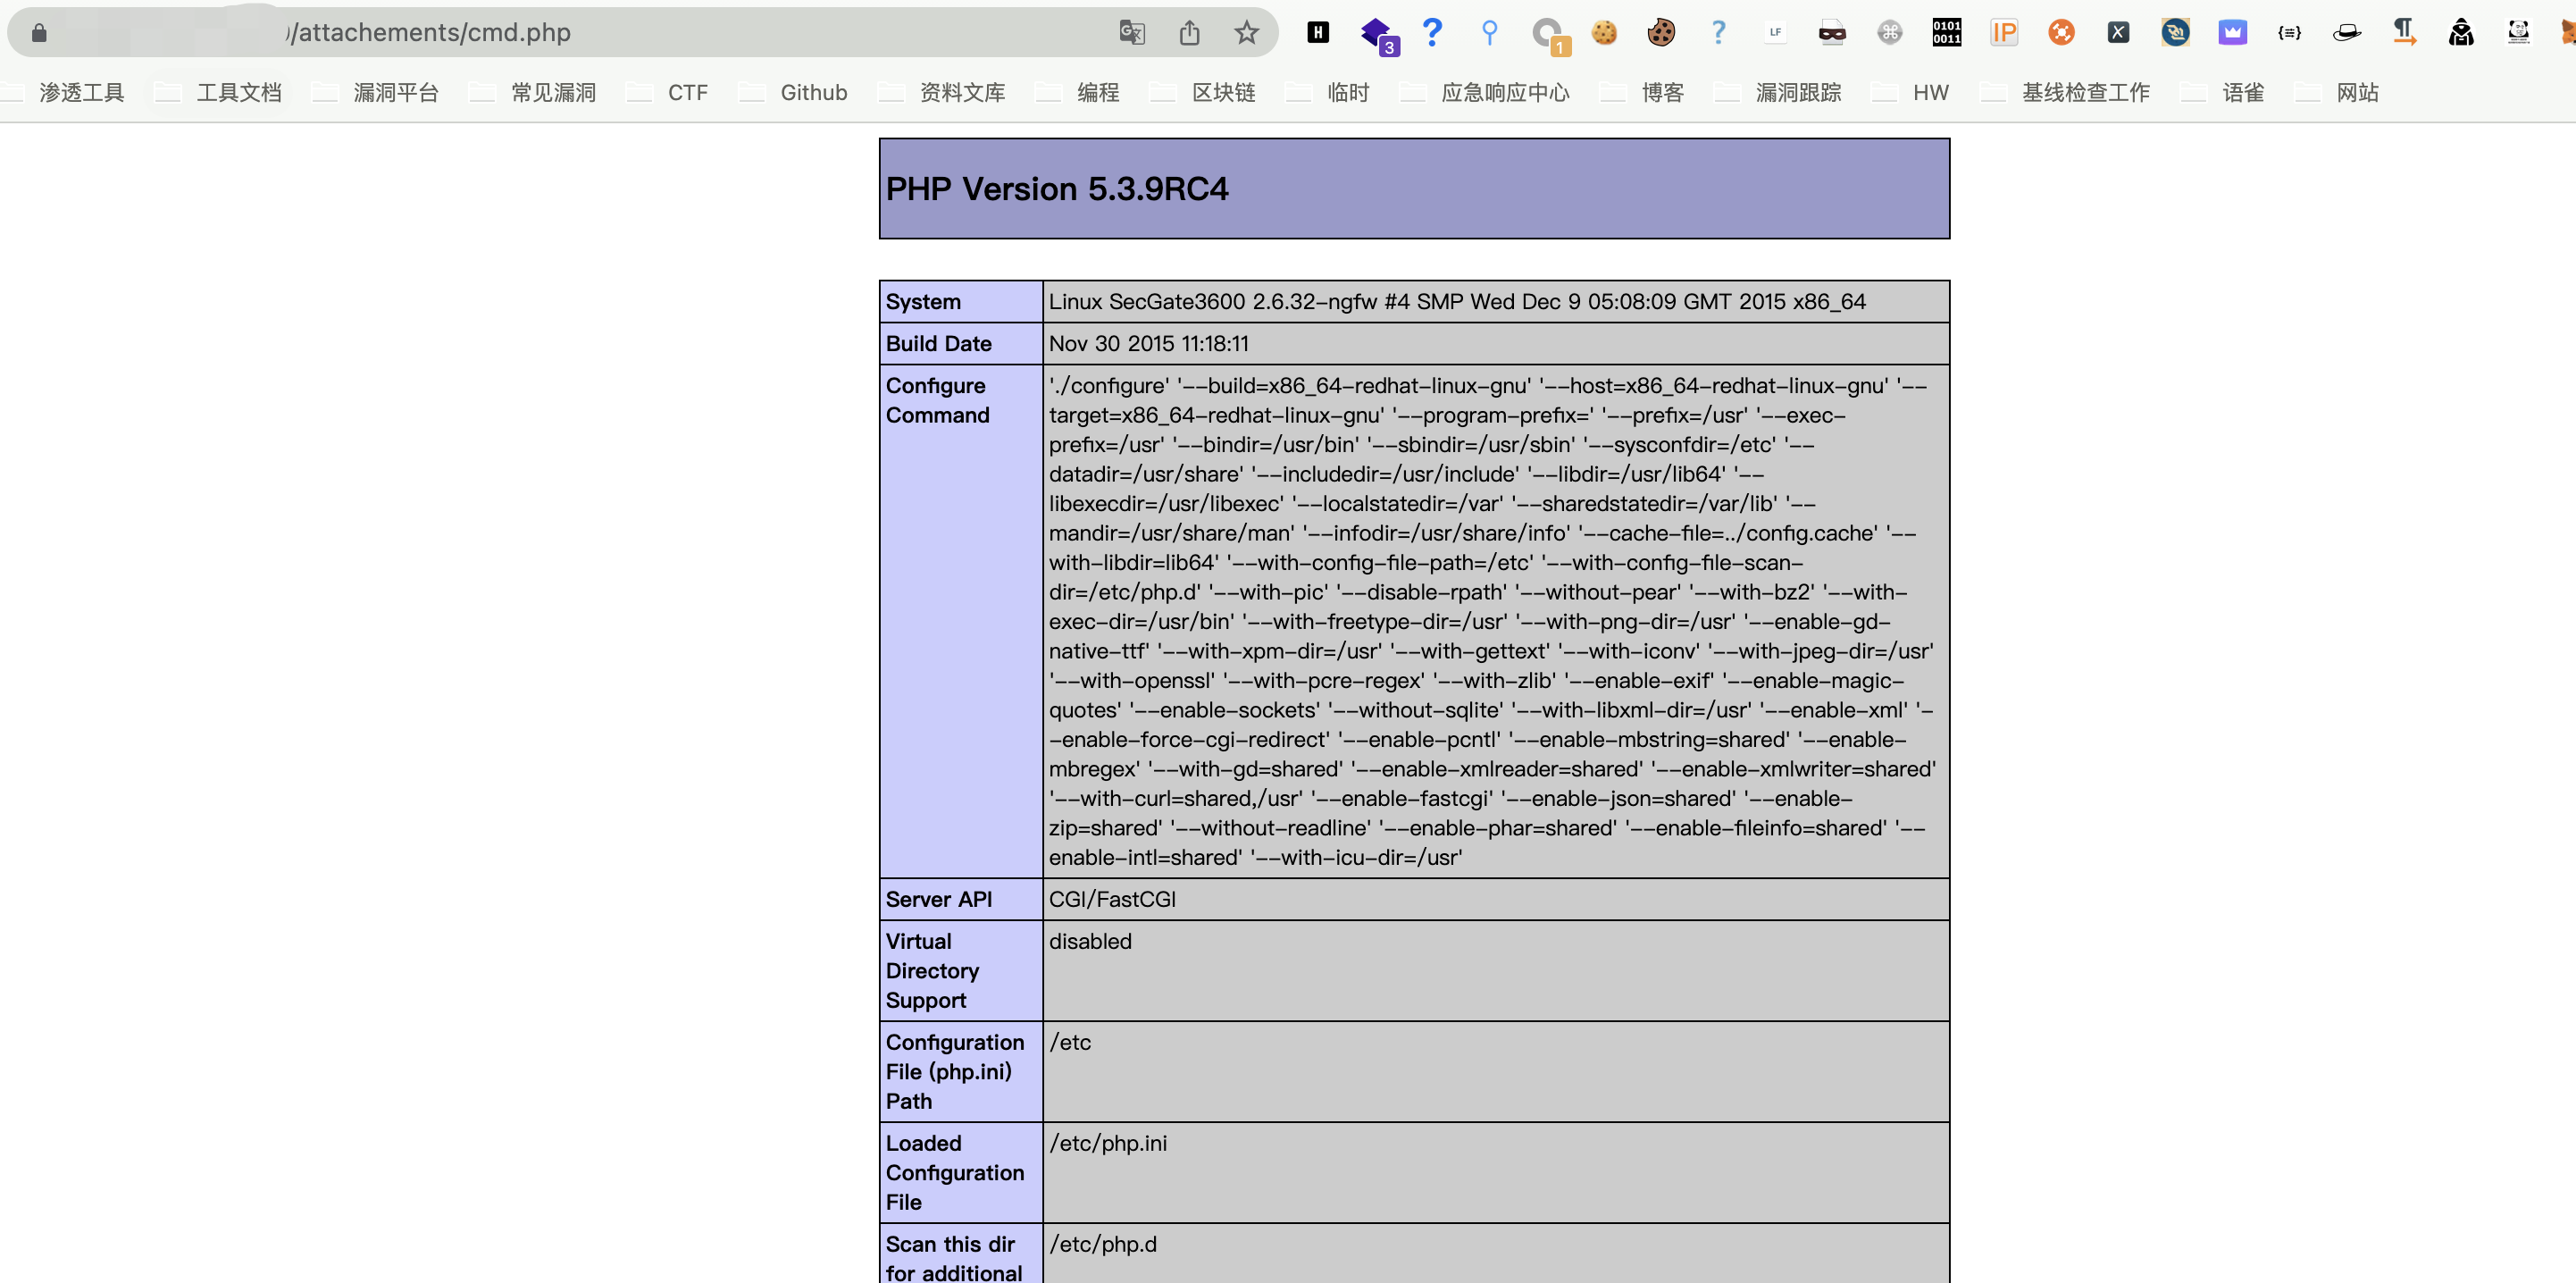 )/attachements/cmd.php
H
3
?
1
?
LF
0101
0011
IP
X
{≡}
渗透工具 工具文档 漏洞平台 常见漏洞 CTF Github 资料文库 编程 区块链 临时 应急响应中心 博客 漏洞跟踪 HW 基线检查工作 语雀 网站
PHP Version 5.3.9RC4
System Linux SecGate3600 2.6.32-ngfw #4 SMP Wed Dec 9 05:08:09 GMT 2015 x86_64
Build Date Nov 30 2015 11:18:11
Configure './configure' '--build=x86_64-redhat-linux-gnu' '--host=x86_64-redhat-linux-gnu' '--
Command target=x86_64-redhat-linux-gnu' '--program-prefix=' '--prefix=/usr' '--exec-
prefix=/usr' '--bindir=/usr/bin' '--sbindir=/usr/sbin' '--sysconfdir=/etc' '--
datadir=/usr/share' '--includedir=/usr/include' '--libdir=/usr/lib64' '--
libexecdir=/usr/libexec' '--localstatedir=/var' '--sharedstatedir=/var/lib' '--
mandir=/usr/share/man' '--infodir=/usr/share/info' '--cache-file=../config.cache' '--
with-libdir=lib64' '--with-config-file-path=/etc' '--with-config-file-scan-
dir=/etc/php.d' '--with-pic' '--disable-rpath' '--without-pear' '--with-bz2' '--with-
exec-dir=/usr/bin' '--with-freetype-dir=/usr' '--with-png-dir=/usr' '--enable-gd-
native-ttf' '--with-xpm-dir=/usr' '--with-gettext' '--with-iconv' '--with-jpeg-dir=/usr'
'--with-openssl' '--with-pcre-regex' '--with-zlib' '--enable-exif' '--enable-magic-
quotes' '--enable-sockets' '--without-sqlite' '--with-libxml-dir=/usr' '--enable-xml' '-
-enable-force-cgi-redirect' '--enable-pcntl' '--enable-mbstring=shared' '--enable-
mbregex' '--with-gd=shared' '--enable-xmlreader=shared' '--enable-xmlwriter=shared'
'--with-curl=shared,/usr' '--enable-fastcgi' '--enable-json=shared' '--enable-
zip=shared' '--without-readline' '--enable-phar=shared' '--enable-fileinfo=shared' '--
enable-intl=shared' '--with-icu-dir=/usr'
Server API CGI/FastCGI
Virtual disabled
Directory
Support
Configuration /etc
File (php.ini)
Path
Loaded /etc/php.ini
Configuration
File
Scan this dir /etc/php.d
for additional